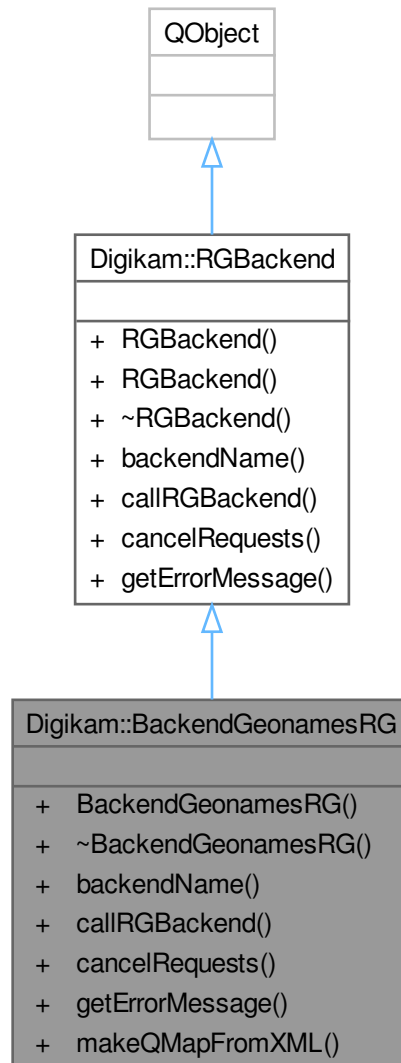 QObject
Digikam::RGBackend
+ RGBackend()
+ RGBackend()
+ ~RGBackend()
+ backendName()
+ callRGBackend()
+ cancelRequests()
+ getErrorMessage()
Digikam::BackendGeonamesRG
+ BackendGeonamesRG()
+ ~BackendGeonamesRG()
+ backendName()
+ callRGBackend()
+ cancelRequests()
+ getErrorMessage()
+ makeQMapFromXML()